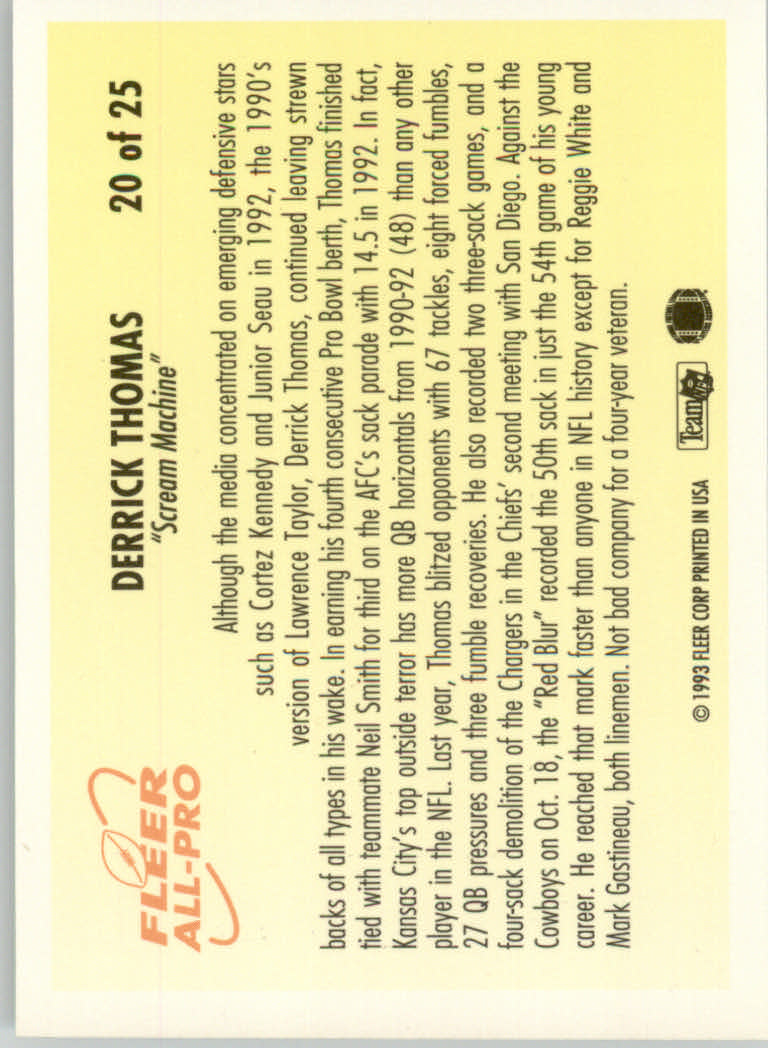 FLEER
ALL-PRO
DERRICK THOMAS 20 of 25
"Scream Machine"
Although the media concentrated on emerging defensive stars
such as Cortez Kennedy and Junior Seau in 1992, the 1990's
version of Lawrence Taylor, Derrick Thomas, continued leaving strewn
backs of all types in his wake. In earning his fourth consecutive Pro Bowl berth, Thomas finished
tied with teammate Neil Smith for third on the AFC's sack parade with 14.5 in 1992. In fact,
Kansas City's top outside terror has more QB horizontals from 1990-92 (48) than any other
player in the NFL. Last year, Thomas blitzed opponents with 67 tackles, eight forced fumbles,
27 QB pressures and three fumble recoveries. He also recorded two three-sack games, and a
four-sack demolition of the Chargers in the Chiefs' second meeting with San Diego. Against the
Cowboys on Oct. 18, the "Red Blur" recorded the 50th sack in just the 54th game of his young
career. He reached that mark faster than anyone in NFL history except for Reggie White and
Mark Gastineau, both linemen. Not bad company for a four-year veteran.
© 1993 FLEER CORP PRINTED IN USA
Team NFL